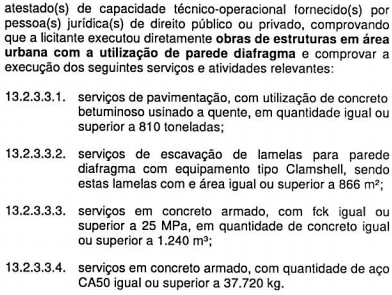 atestado(s) de capacidade técnico-operacional fornecido(s) por
pessoa(s) jurídica(s) de direito público ou privado, comprovando
que a licitante executou diretamente obras de estruturas em área
urbana com a utilização de parede diafragma e comprovar a
execução dos seguintes serviços e atividades relevantes:
13.2.3.3.1. serviços de pavimentação, com utilização de concreto
betuminoso usinado a quente, em quantidade igual ou
superior a 810 toneladas;
13.2.3.3.2. serviços de escavação de lamelas para parede
diafragma com equipamento tipo Clamshell, sendo
estas lamelas com e área igual ou superior a 866 m²;
13.2.3.3.3. serviços em concreto armado, com fck igual ou
superior a 25 MPa, em quantidade de concreto igual
ou superior a 1.240 m³;
13.2.3.3.4. serviços em concreto armado, com quantidade de aço
CA50 igual ou superior a 37.720 kg.